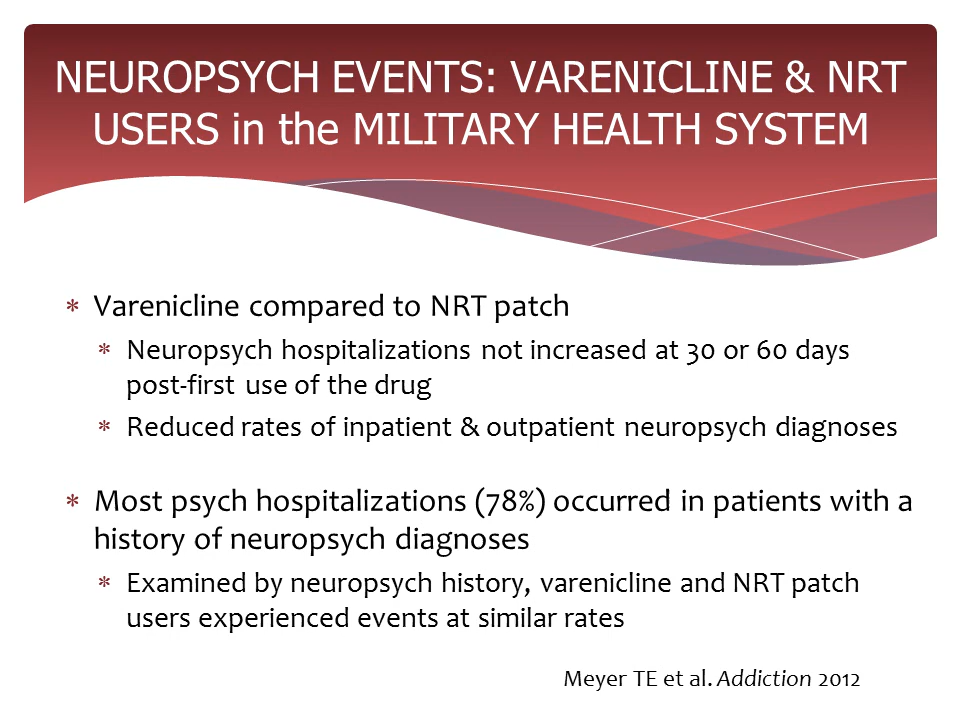 NEUROPSYCH EVENTS: VARENICLINE & NRT
USERS in the MILITARY HEALTH SYSTEM
* Varenicline compared to NRT patch
* Neuropsych hospitalizations not increased at 30 or 60 days
post-first use of the drug
* Reduced rates of inpatient & outpatient neuropsych diagnoses
* Most psych hospitalizations (78%) occurred in patients with a
history of neuropsych diagnoses
* Examined by neuropsych history, varenicline and NRT patch
users experienced events at similar rates
Meyer TE et al. Addiction 2012